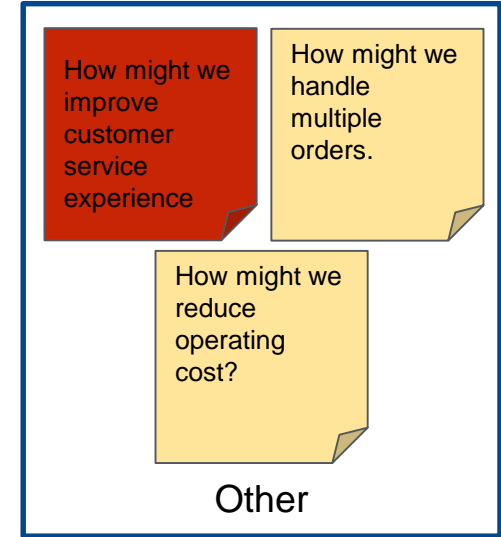 How might we
improve
customer
service
experience
How might we
handle
multiple
orders.
How might we
reduce
operating
cost?
Other